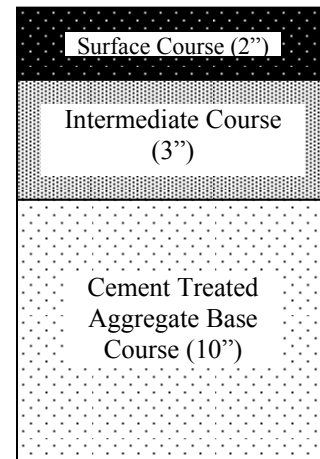 Surface Course (2”)
Intermediate Course
(3”)
Cement Treated
Aggregate Base
Course (10”)